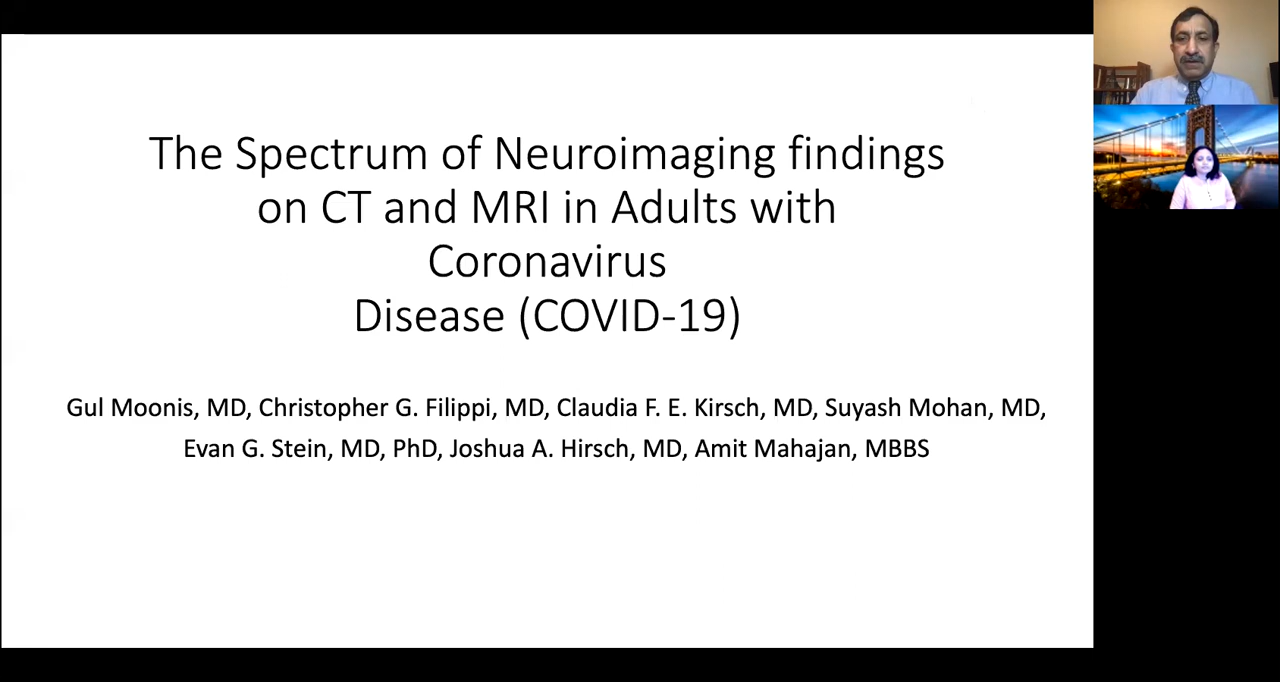 The Spectrum of Neuroimaging findings
on CT and MRI in Adults with
Coronavirus
Disease (COVID-19)
Gul Moonis, MD, Christopher G. Filippi, MD, Claudia F. E. Kirsch, MD, Suyash Mohan, MD,
Evan G. Stein, MD, PhD, Joshua A. Hirsch, MD, Amit Mahajan, MBBS